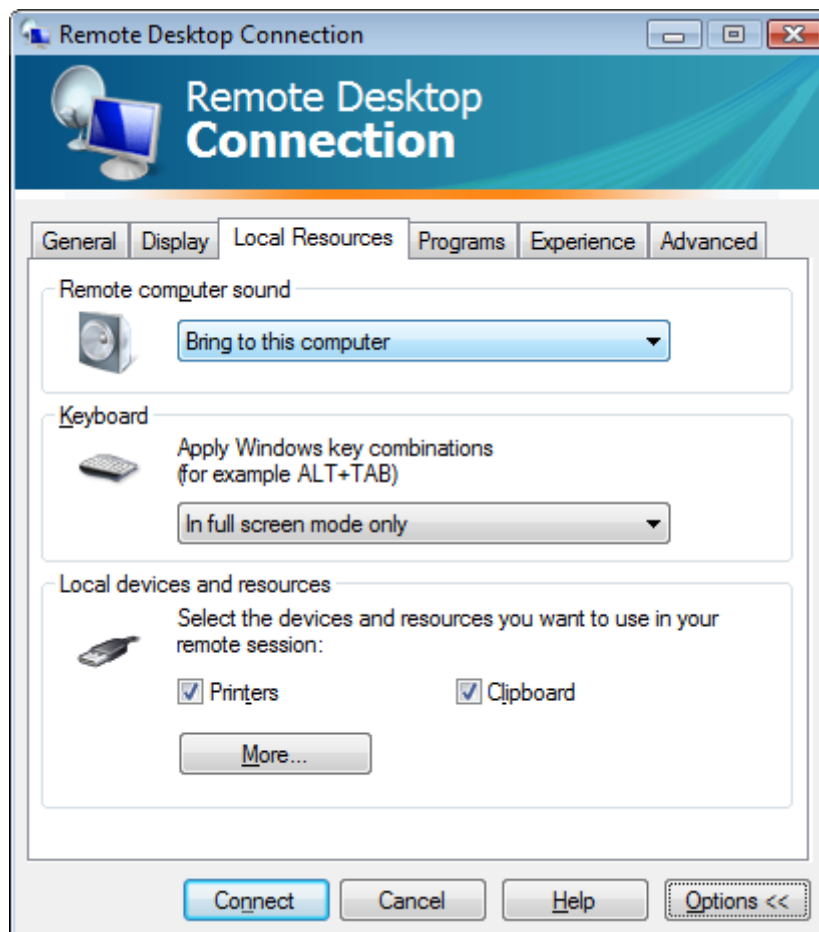 Remote Desktop Connection
Remote Desktop
Connection
General Display Local Resources Programs Experience Advanced
Remote computer sound
Bring to this computer
Keyboard
Apply Windows key combinations
(for example ALT+TAB)
In full screen mode only
Local devices and resources
Select the devices and resources you want to use in your
remote session:
Printers Clipboard
More...
Connect Cancel Help Options <<